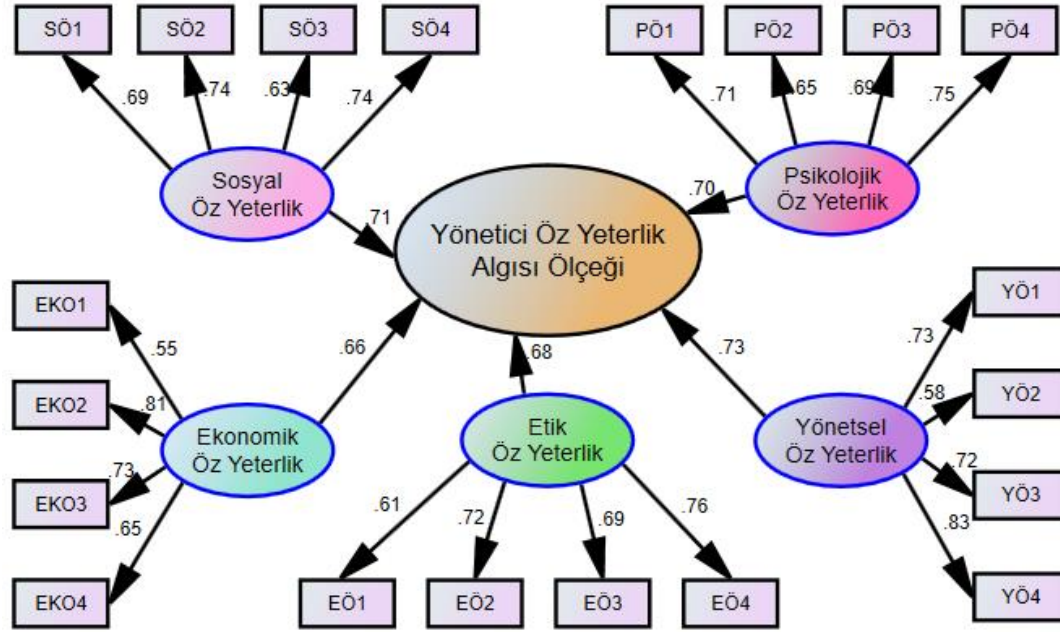 SÖ1
SÖ2
SÖ3
SÖ4
PÖ1
PÖ2
PÖ3
PÖ4
.69
.74
.63
.74
.71
.65
.69
.75
Sosyal
Öz Yeterlik
Psikolojik
Öz Yeterlik
.71
.70
Yönetici Öz Yeterlik
Algısı Ölçeği
EKO1
EKO2
EKO3
EKO4
.55
.81
.73
.65
Ekonomik
Öz Yeterlik
.66
.68
.73
Etik
Öz Yeterlik
Yönetsel
Öz Yeterlik
.73
.58
.72
.83
YÖ1
YÖ2
YÖ3
YÖ4
.61
.72
.69
.76
EÖ1
EÖ2
EÖ3
EÖ4